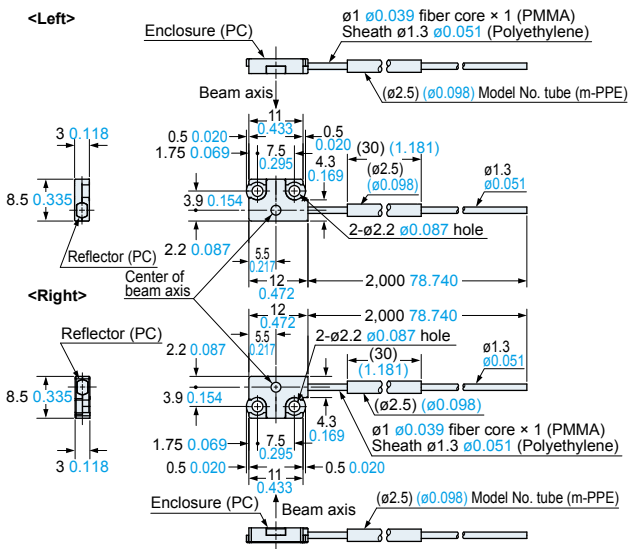 <Left>
ø1 ø0.039 fiber core × 1 (PMMA)
Enclosure (PC)
Sheath ø1.3 ø0.051 (Polyethylene)
(ø2.5) (ø0.098) Model No. tube (m-PPE)
Beam axis
11
0.433
3 0.118
0.5 0.020
0.5
0.020
1.75 0.069
7.5
0.295
4.3
0.169
(30) (1.181)
(ø2.5)
(ø0.098)
ø1.3
ø0.051
8.5 0.335
3.9 0.154
2-ø2.2 ø0.087 hole
2.2 0.087
5.5
0.217
Reflector (PC)
12
0.472
2,000 78.740
Center of
beam axis
<Right>
12
0.472
2,000 78.740
Reflector (PC)
5.5
0.217
2-ø2.2 ø0.087 hole
2.2 0.087
(30)
(1.181)
ø1.3
ø0.051
8.5 0.335
3.9 0.154
(ø2.5) (ø0.098)
4.3
0.169
ø1 ø0.039 fiber core × 1 (PMMA)
Sheath ø1.3 ø0.051 (Polyethylene)
1.75 0.069
7.5
0.295
3 0.118
0.5 0.020
0.5 0.020
11
0.433
Enclosure (PC)
Beam axis
(ø2.5) (ø0.098) Model No. tube (m-PPE)